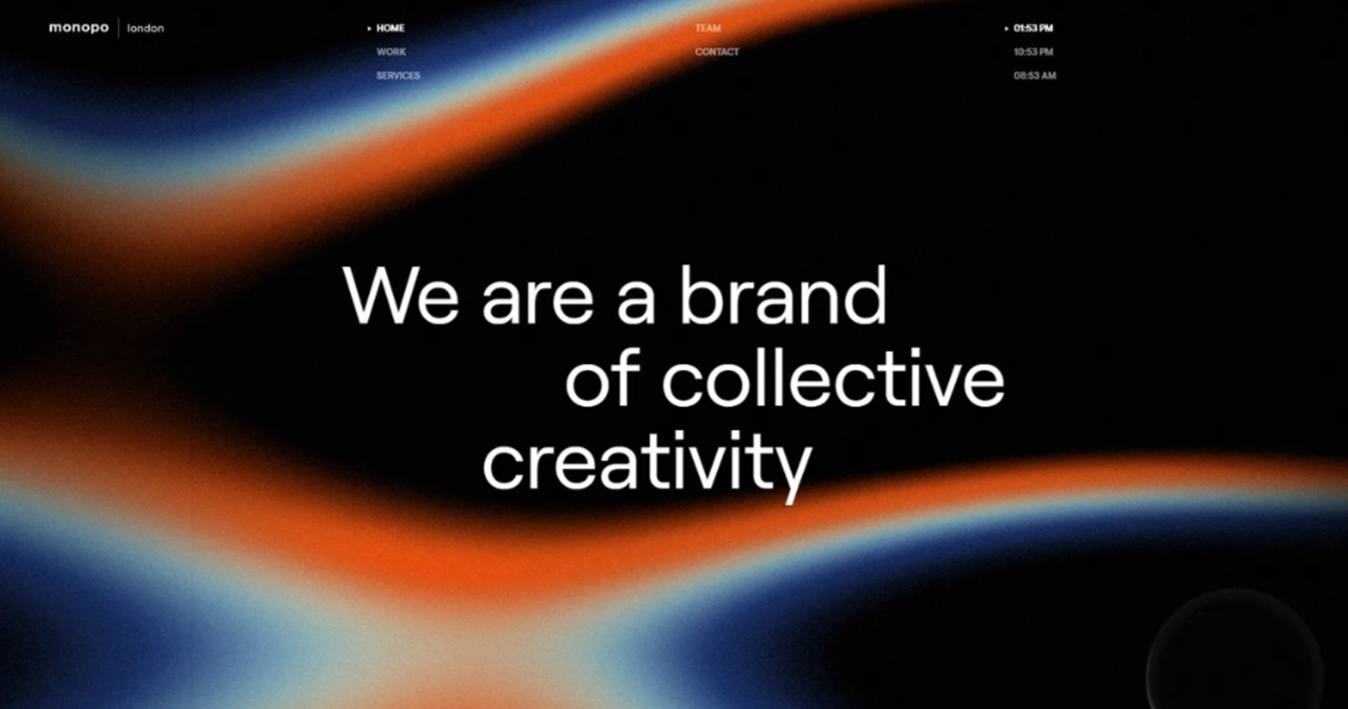 monopo | london
HOME
WORK
SERVICES
TEAM
CONTACT
01:53 PM
10:53 PM
08:53 AM
We are a brand
of collective
creativity